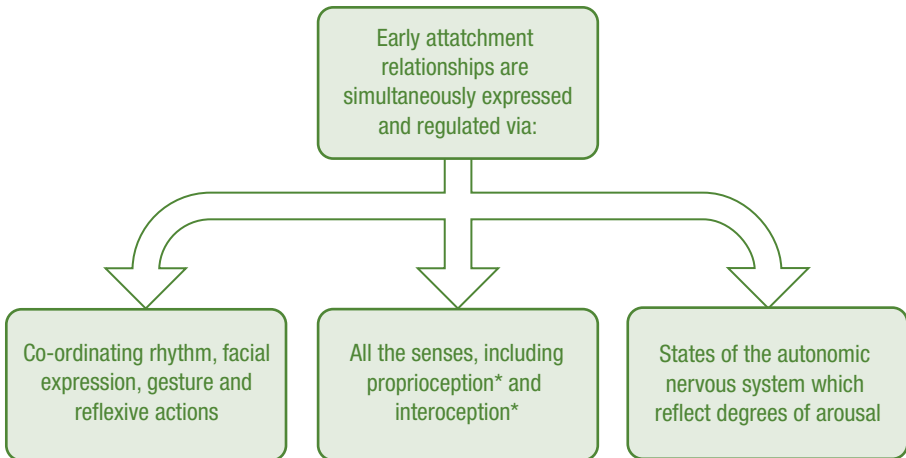 Early attatchment
relationships are
simultaneously expressed
and regulated via:
Co-ordinating rhythm, facial
expression, gesture and
reflexive actions
All the senses, including
proprioception* and
interoception*
States of the autonomic
nervous system which
reflect degrees of arousal